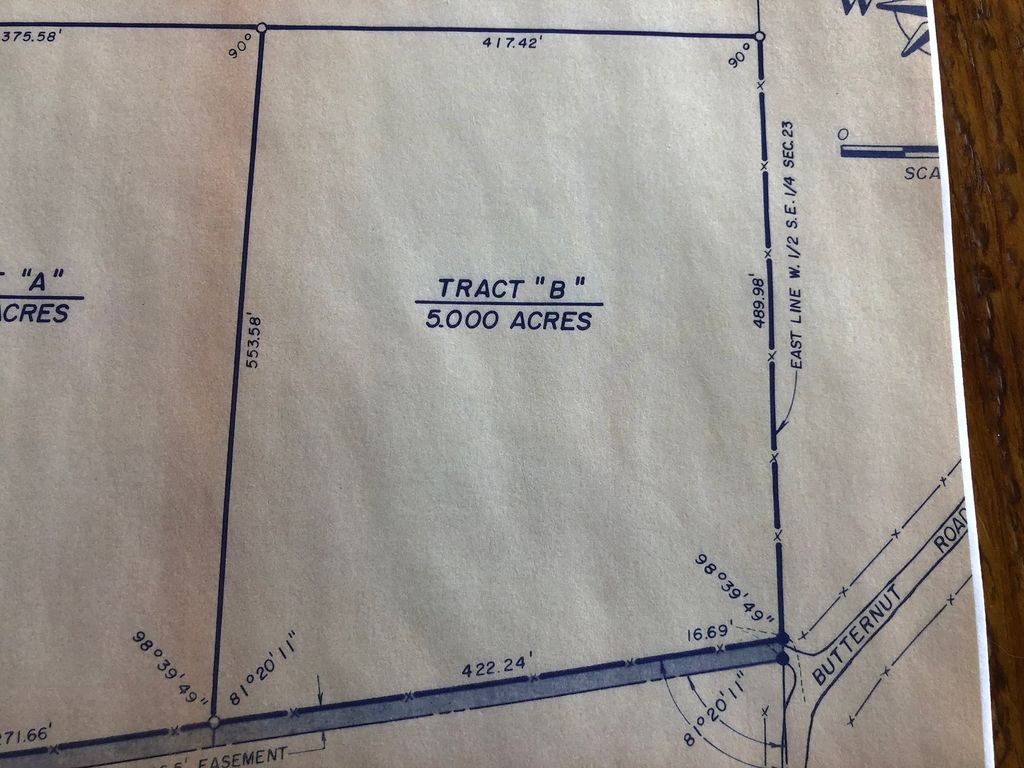 375.58'
90°
417.42'
90°
W
0
SCA
EAST LINE W. 1/2 S.E. 1/4 SEC. 23
489.98'
553.58'
"A"
ACRES
TRACT "B"
5.000 ACRES
98°39'49"
81°20'11"
271.66'
422.24'
16.69'
98°39'49"
81°20'11"
BUTTERNUT ROAD
EASEMENT